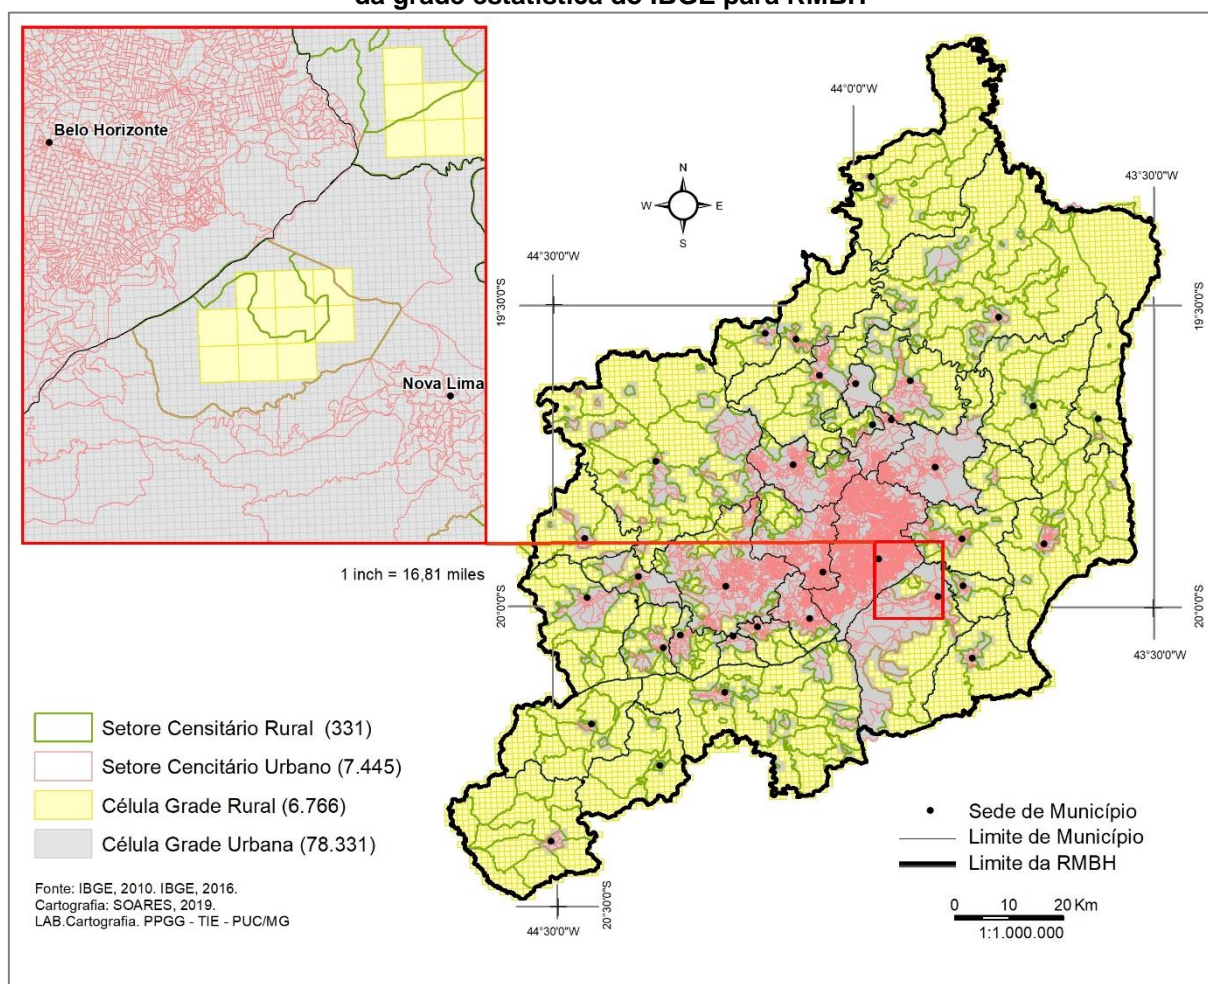 da grade estatística do IBGE para RMBH
Belo Horizonte
Nova Lima
44°0'0"W
43°30'0"W
N
W
E
S
44°30'0"W
19°30'0"S
19°30'0"S
1 inch = 16,81 miles
20°0'0"S
20°0'0"S
43°30'0"W
Setore Censitário Rural (331)
Setore Cencitário Urbano (7.445)
Célula Grade Rural (6.766)
Célula Grade Urbana (78.331)
Fonte: IBGE, 2010. IBGE, 2016.
Cartografia: SOARES, 2019.
LAB.Cartografia. PPGG - TIE - PUC/MG
Sede de Município
Limite de Município
Limite da RMBH
0 10 20 Km
1:1.000.000
20°30'0"S
44°30'0"W